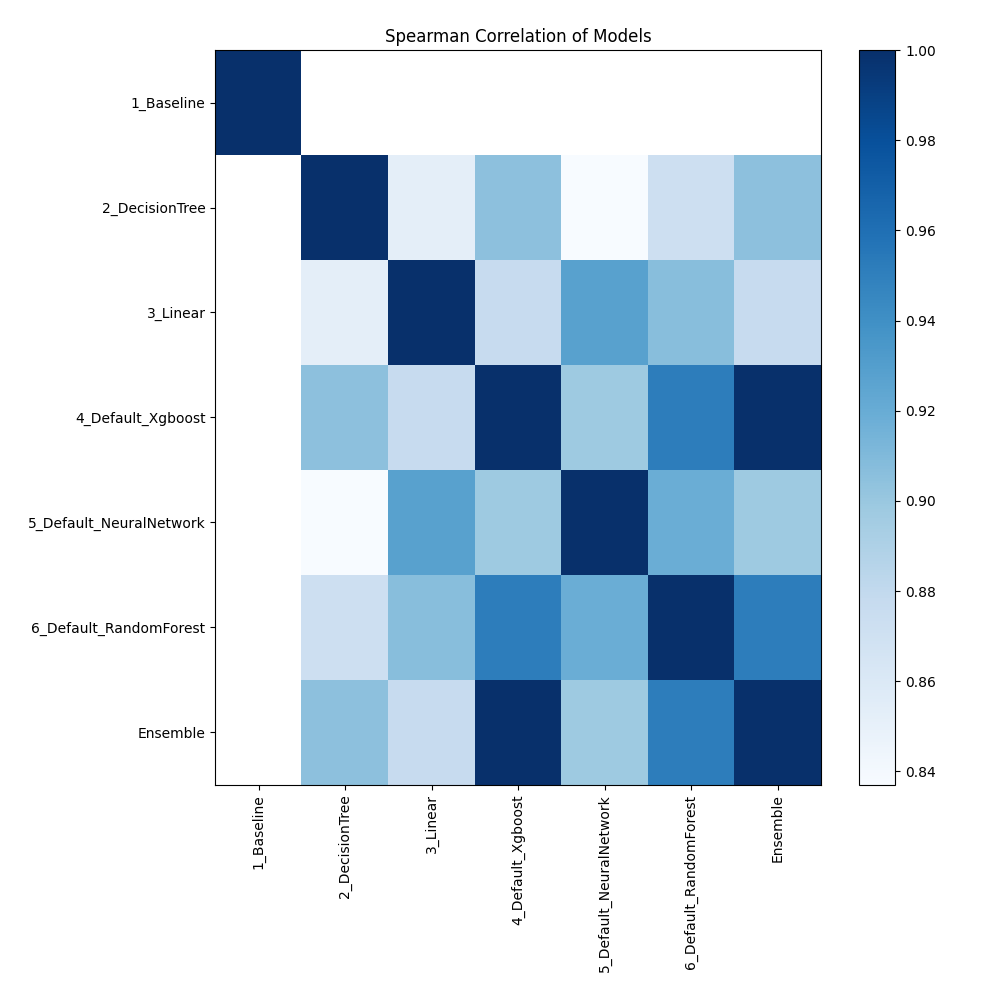 Spearman Correlation of Models
1_Baseline
2_DecisionTree
3_Linear
4_Default_Xgboost
5_Default_NeuralNetwork
6_Default_RandomForest
Ensemble
1_Baseline
2_DecisionTree
3_Linear
4_Default_Xgboost
5_Default_NeuralNetwork
6_Default_RandomForest
Ensemble
1.00
0.98
0.96
0.94
0.92
0.90
0.88
0.86
0.84